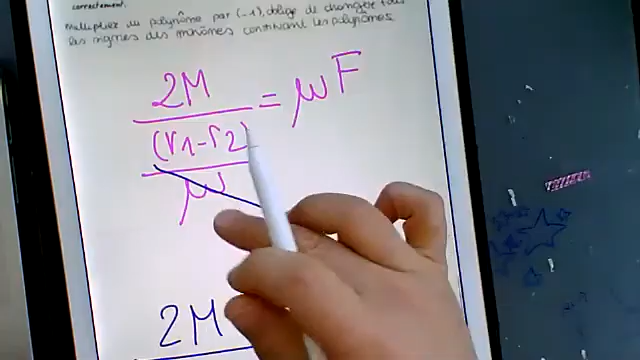 correctement.
Multipliez un polynôme par (-1), oblige de changer tous
les signes des monômes constituant les polynômes.
2M
(r1-r2)
μ
= μF
2M